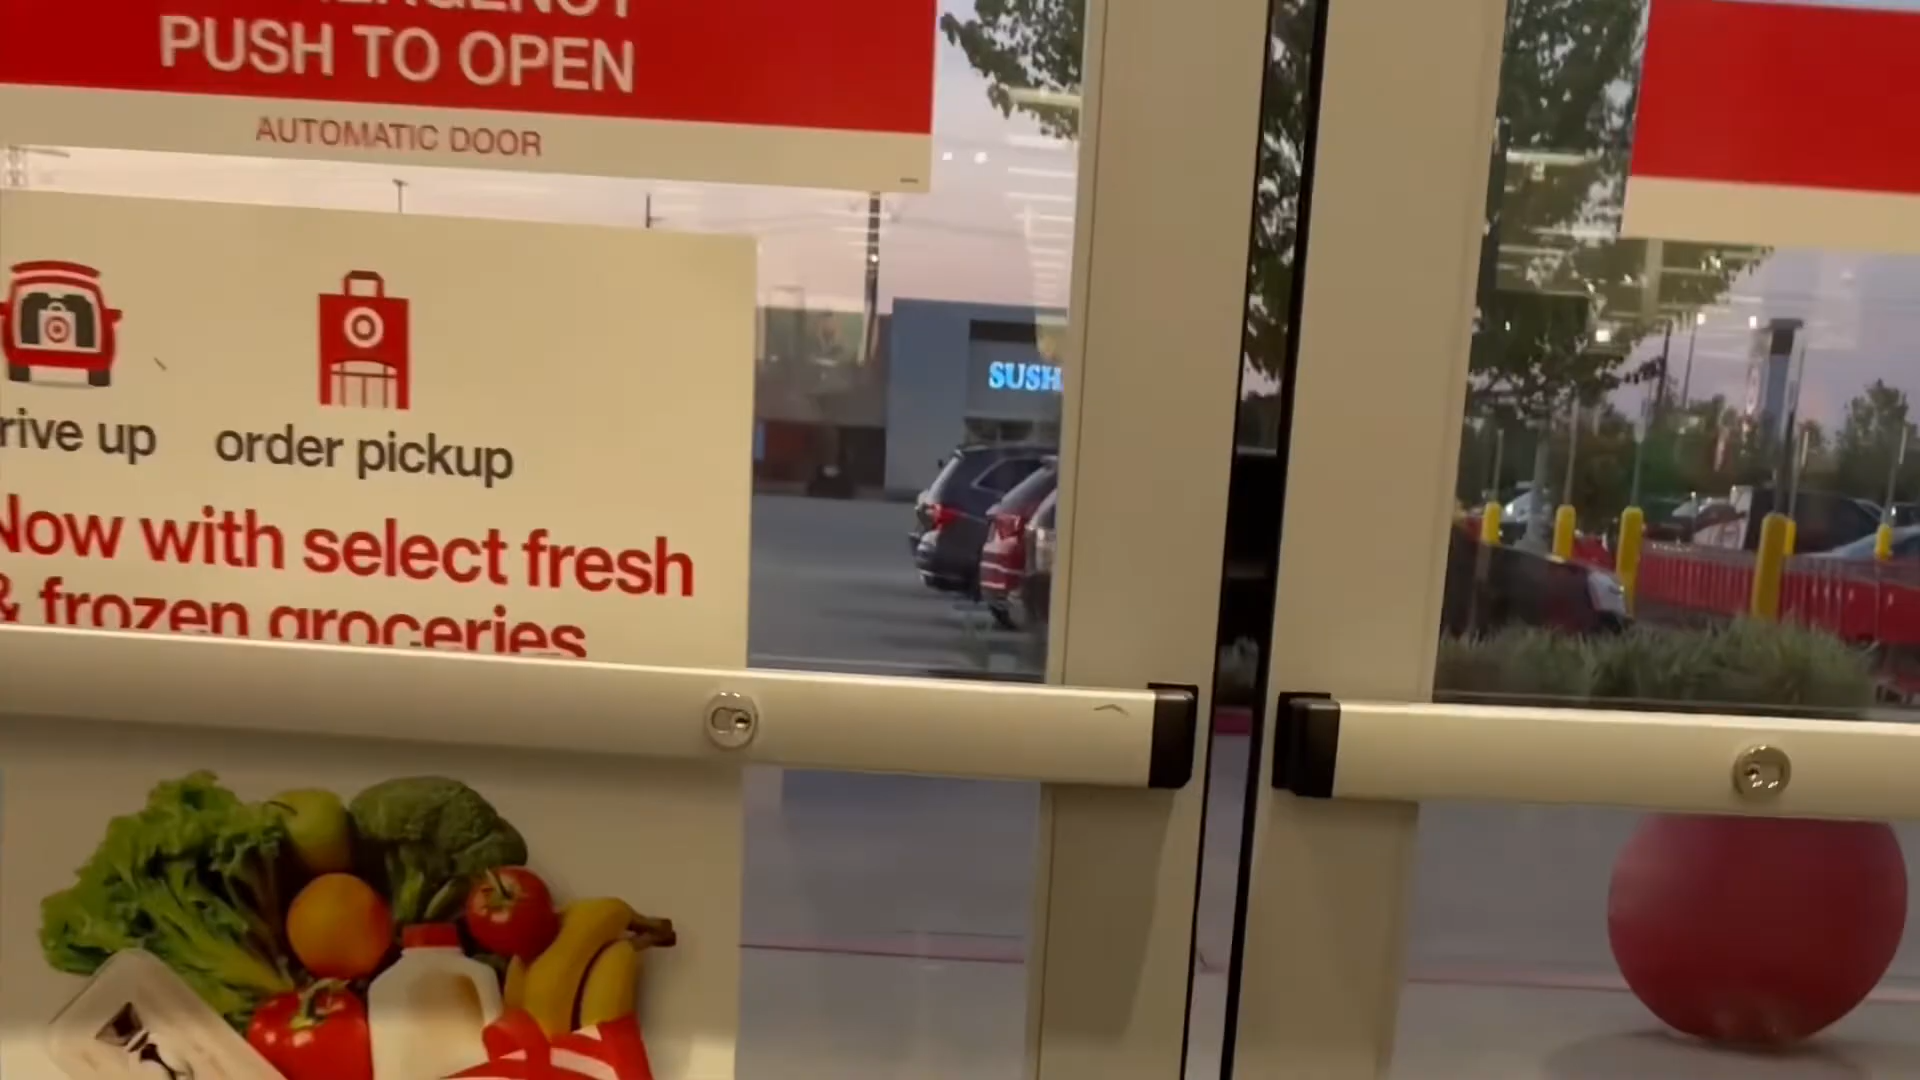 PUSH TO OPEN
AUTOMATIC DOOR
rive up
order pickup
Now with select fresh
& frozen groceries
SUSH